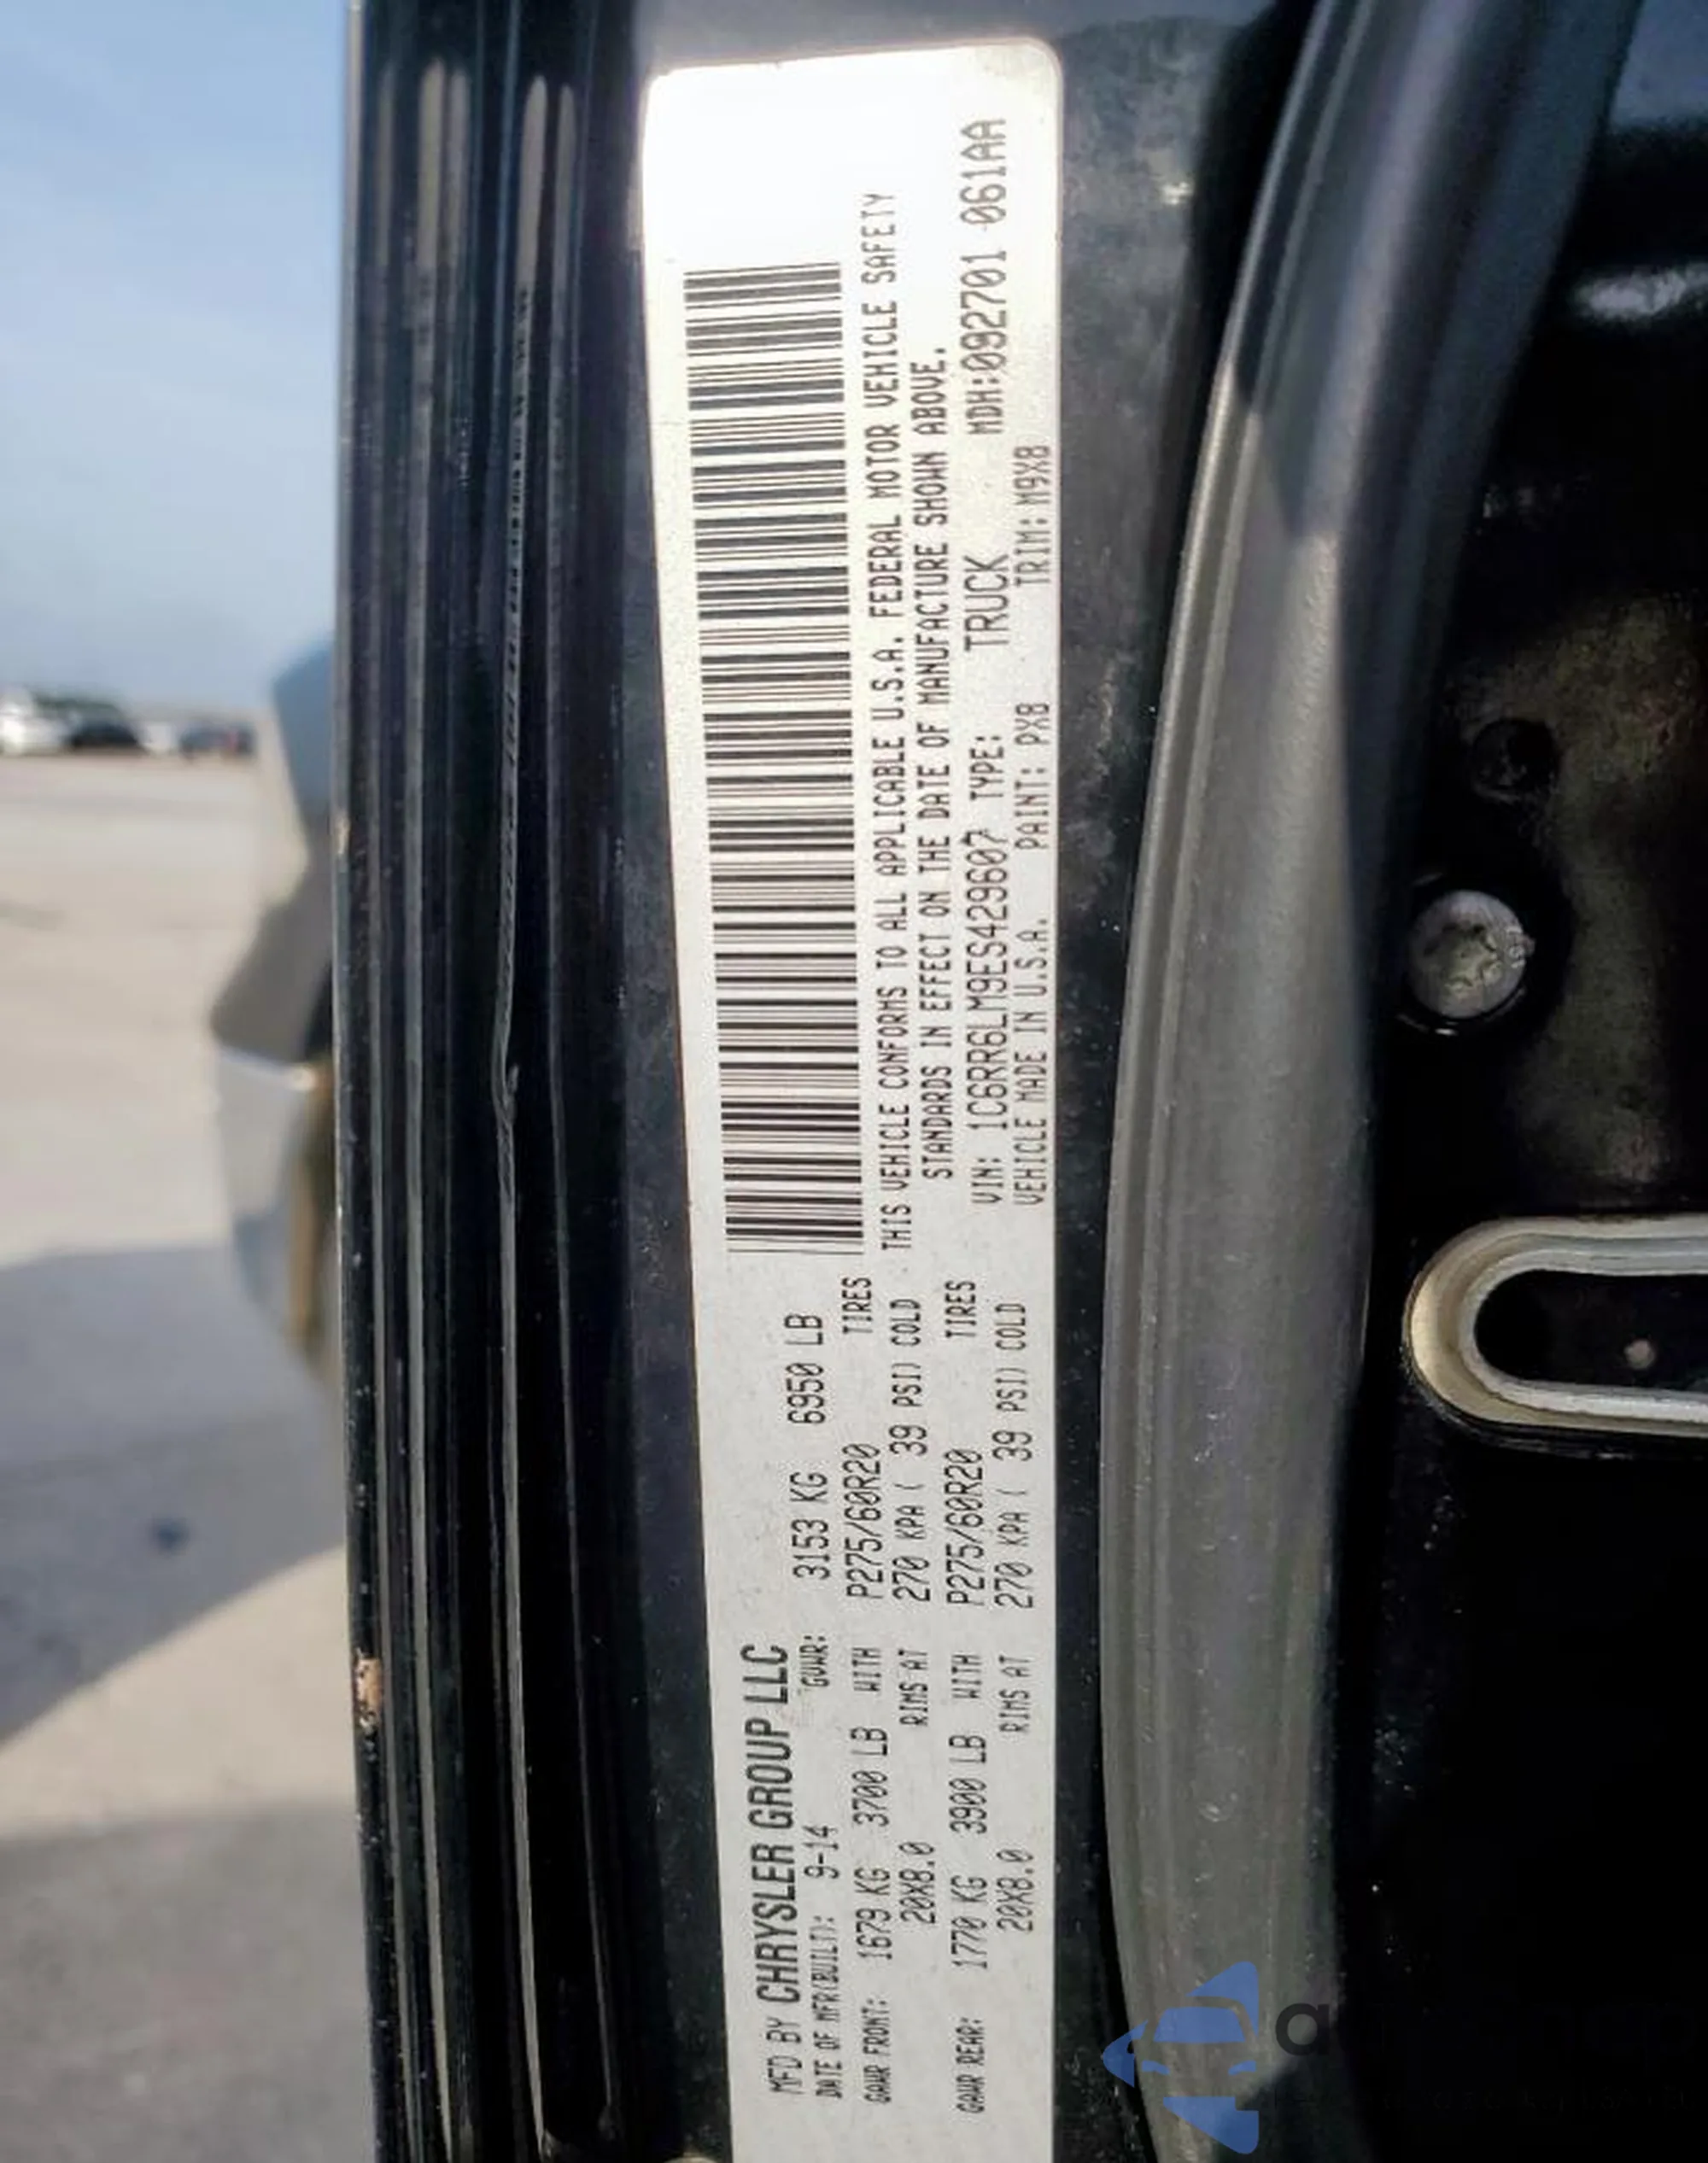 MFD BY CHRYSLER GROUP LLC
DATE OF MFR(BUILT): 9-14 GVWR: 3153 KG 6950 LB
GAWR FRONT: 1679 KG 3700 LB WITH P275/60R20 TIRES
20X8.0 RIMS AT 270 KPA ( 39 PSI) COLD
GAWR REAR: 1770 KG 3900 LB WITH P275/60R20 TIRES
20X8.0 RIMS AT 270 KPA ( 39 PSI) COLD
THIS VEHICLE CONFORMS TO ALL APPLICABLE U.S.A. FEDERAL MOTOR VEHICLE SAFETY
STANDARDS IN EFFECT ON THE DATE OF MANUFACTURE SHOWN ABOVE.
VIN: 1C6RR6LM9ES429607 TYPE: TRUCK MDH:092701 061AA
VEHICLE MADE IN U.S.A. PAINT: PX8 TRIM: M9X8